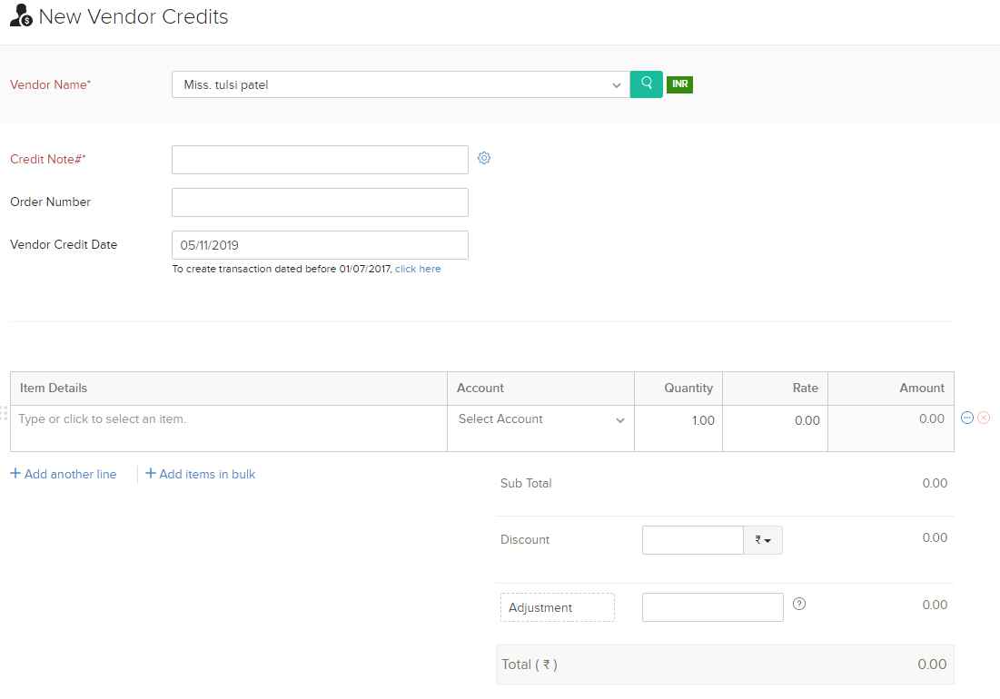 New Vendor Credits
Vendor Name* Miss. tulsi patel INR
Credit Note#*
Order Number
Vendor Credit Date 05/11/2019
To create transaction dated before 01/07/2017, click here
Item Details Account Quantity Rate Amount
Type or click to select an item. Select Account 1.00 0.00 0.00
+ Add another line + Add items in bulk
Sub Total 0.00
Discount ₹ 0.00
Adjustment ? 0.00
Total ( ₹ ) 0.00